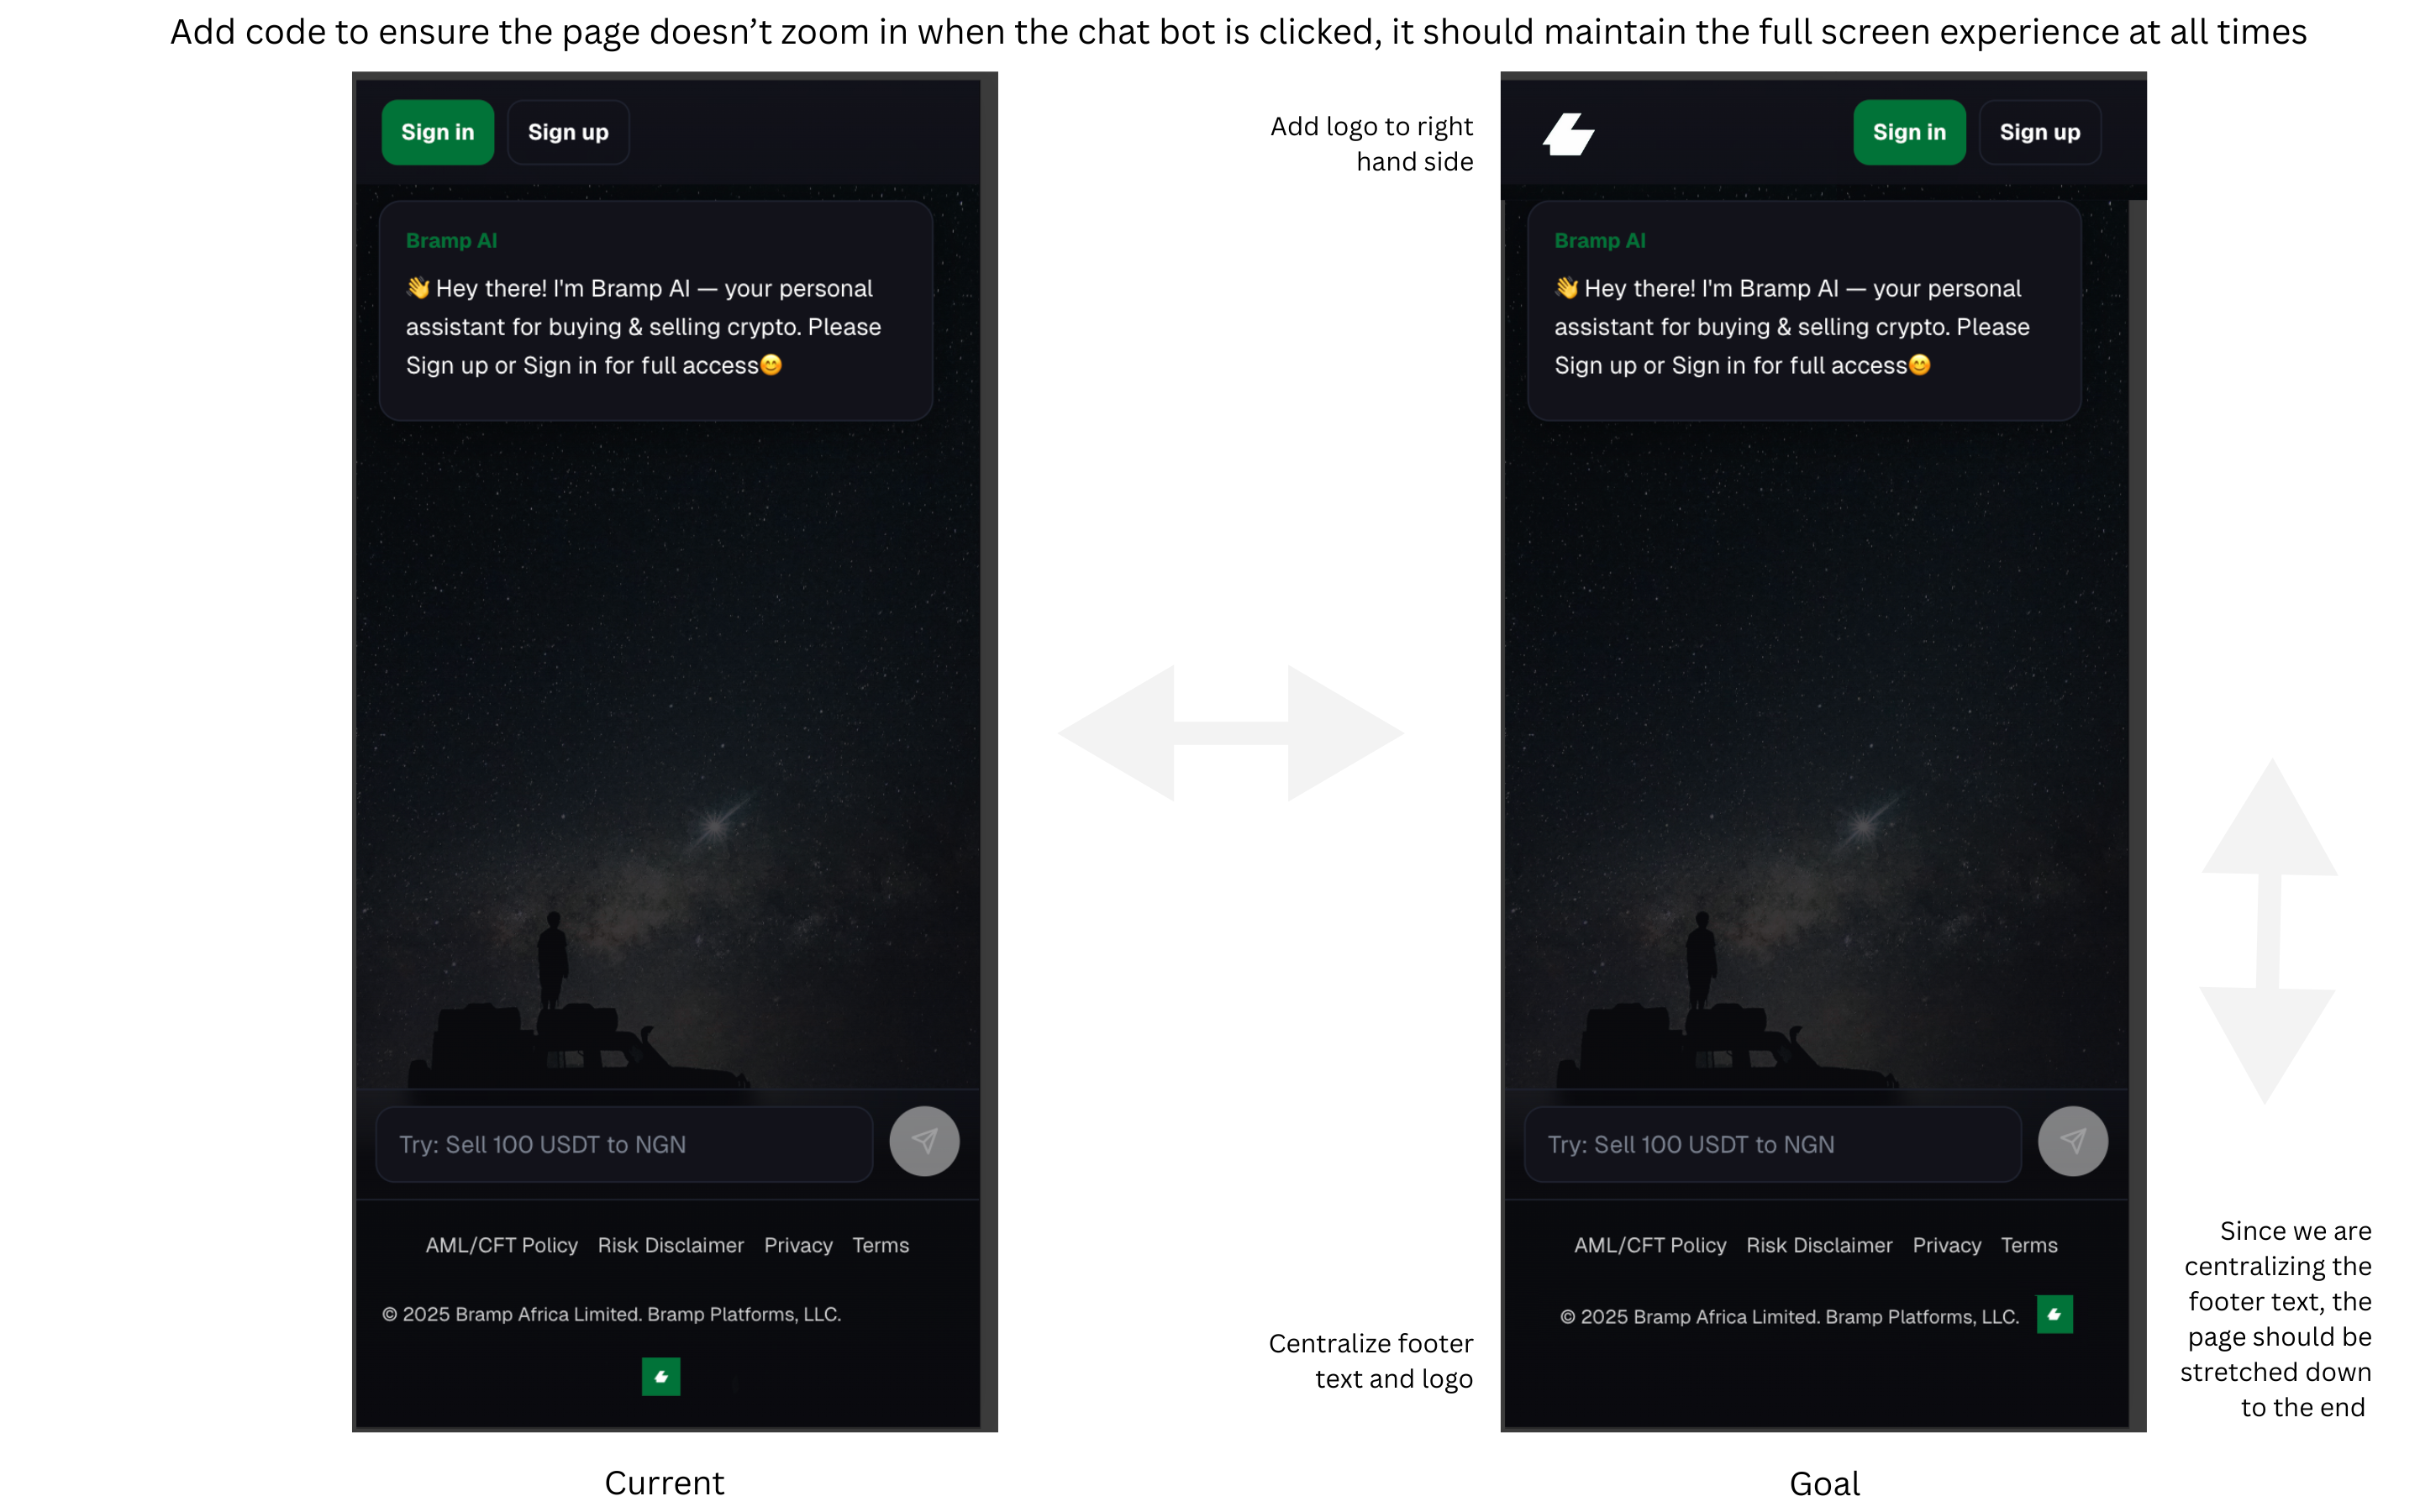 Add code to ensure the page doesn’t zoom in when the chat bot is clicked, it should maintain the full screen experience at all times
Sign in
Sign up
Bramp AI
👋 Hey there! I'm Bramp AI — your personal
assistant for buying & selling crypto. Please
Sign up or Sign in for full access😊
Try: Sell 100 USDT to NGN
AML/CFT Policy Risk Disclaimer Privacy Terms
© 2025 Bramp Africa Limited. Bramp Platforms, LLC.
Current
Add logo to right
hand side
Centralize footer
text and logo
Sign in
Sign up
Bramp AI
👋 Hey there! I'm Bramp AI — your personal
assistant for buying & selling crypto. Please
Sign up or Sign in for full access😊
Try: Sell 100 USDT to NGN
AML/CFT Policy Risk Disclaimer Privacy Terms
© 2025 Bramp Africa Limited. Bramp Platforms, LLC.
Goal
Since we are
centralizing the
footer text, the
page should be
stretched down
to the end